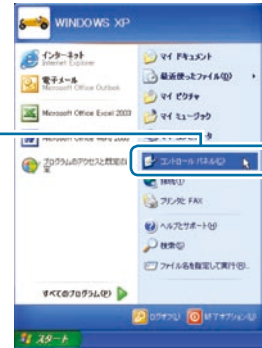 WINDOWS XP
インターネット
Internet Explorer
電子メール
Microsoft Office Outlook
Microsoft Office Excel 2003
Microsoft Office Word 2003
プログラムのアクセスと既定の
マイ ドキュメント
最近使ったファイル(D)
マイ ピクチャ
マイ ミュージック
コントロール パネル(C)
接続(T)
プリンタと FAX
ヘルプとサポート(H)
検索(S)
ファイル名を指定して実行(R)...
すべてのプログラム(P)
ログオフ(L)
終了オプション(U)
スタート